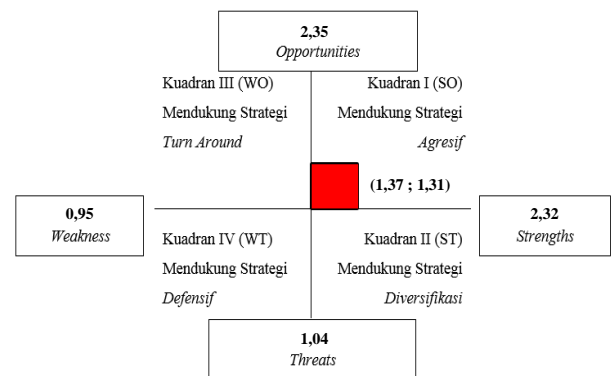 2,35
Opportunities
Kuadran III (WO)
Mendukung Strategi
Turn Around
Kuadran I (SO)
Mendukung Strategi
Agresif
(1,37 ; 1,31)
0,95
Weakness
2,32
Strengths
Kuadran IV (WT)
Mendukung Strategi
Defensif
Kuadran II (ST)
Mendukung Strategi
Diversifikasi
1,04
Threats